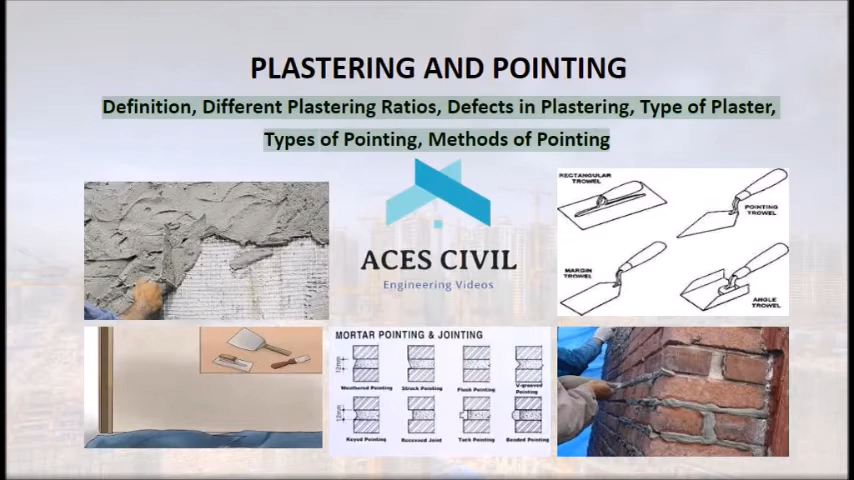 PLASTERING AND POINTING
Definition, Different Plastering Ratios, Defects in Plastering, Type of Plaster,
Types of Pointing, Methods of Pointing
RECTANGULAR
TROWEL
POINTING
TROWEL
MARGIN
TROWEL
ANGLE
TROWEL
ACES CIVIL
Engineering Videos
MORTAR POINTING & JOINTING
Weathered Pointing
Struck Pointing
Flush Pointing
V-grooved
Pointing
Keyed Pointing
Recessed Joint
Tuck Pointing
Beaded Pointing